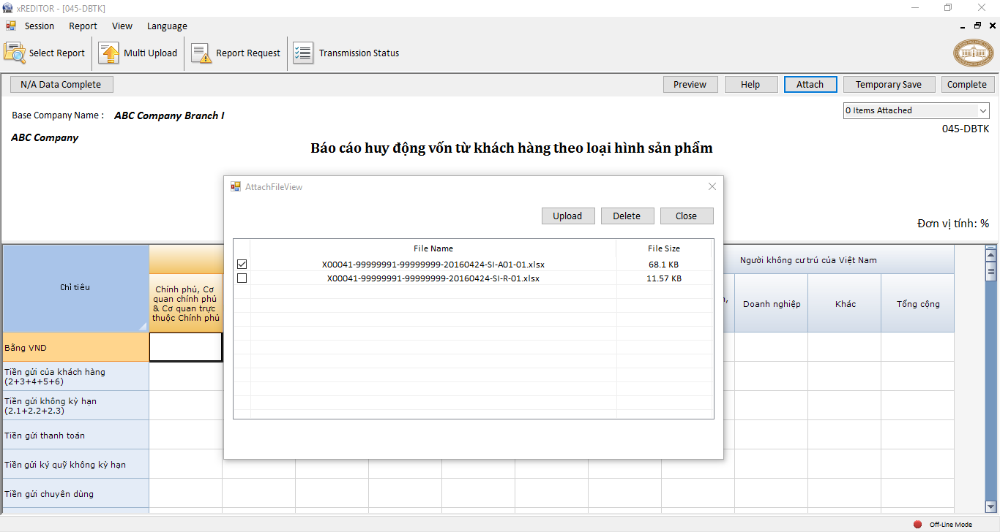 xREDITOR - [045-DBTK]
Session Report View Language
Select Report Multi Upload Report Request Transmission Status
N/A Data Complete Preview Help Attach Temporary Save Complete
Base Company Name : ABC Company Branch I 0 Items Attached
ABC Company 045-DBTK
Báo cáo huy động vốn từ khách hàng theo loại hình sản phẩm
Đơn vị tính: %
AttachFileView
Upload Delete Close
File Name File Size
X00041-99999991-99999999-20160424-SI-A01-01.xlsx 68.1 KB
X00041-99999991-99999999-20160424-SI-R-01.xlsx 11.57 KB
Người không cư trú của Việt Nam
Chỉ tiêu
Chính phủ, Cơ
quan chính phủ
& Cơ quan trực
thuộc Chính phủ
Doanh nghiệp Khác Tổng cộng
Bằng VND
Tiền gửi của khách hàng
(2+3+4+5+6)
Tiền gửi không kỳ hạn
(2.1+2.2+2.3)
Tiền gửi thanh toán
Tiền gửi ký quỹ không kỳ hạn
Tiền gửi chuyên dùng
Off-Line Mode